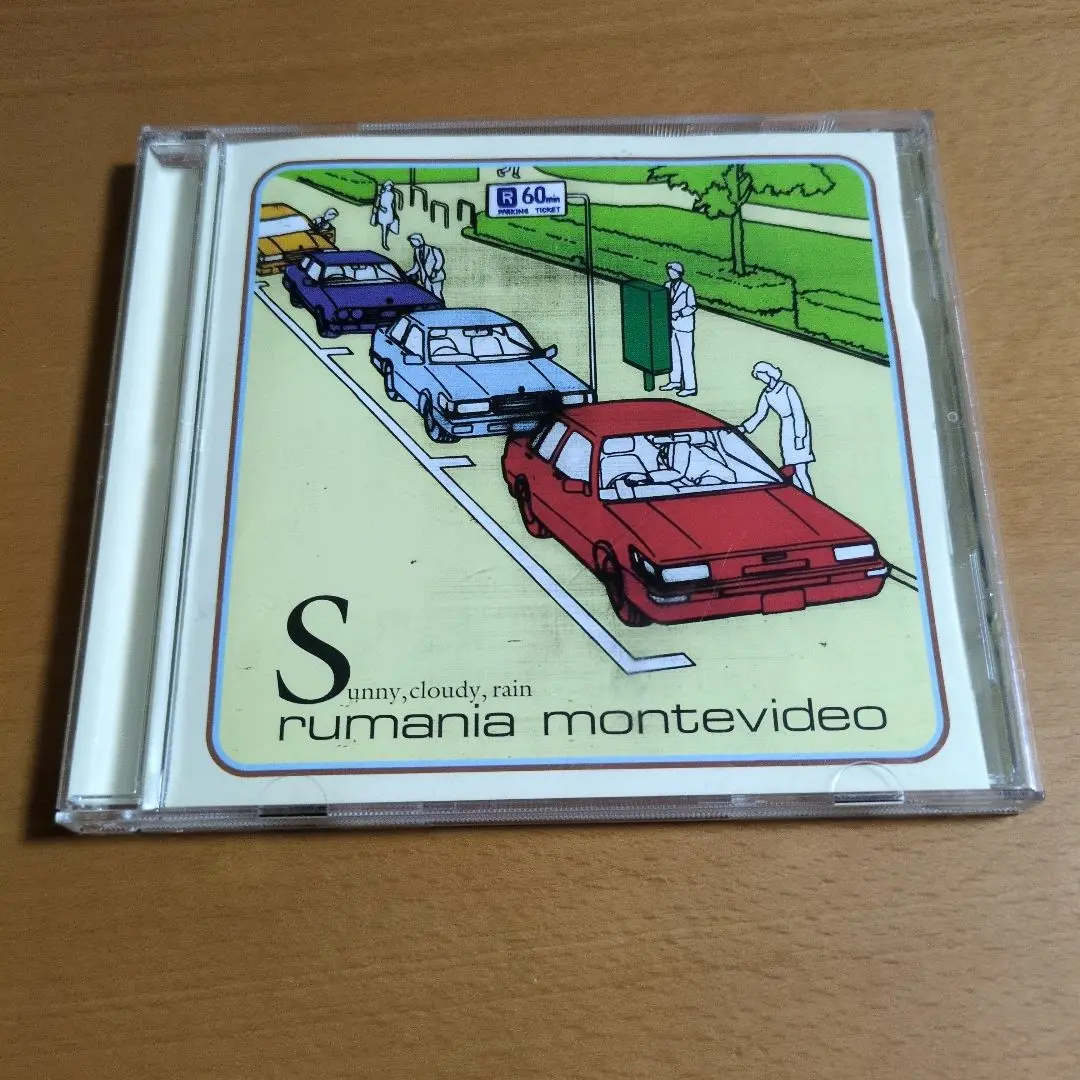 R 60min
PARKING TICKET
Sunny, cloudy, rain
rumania montevideo